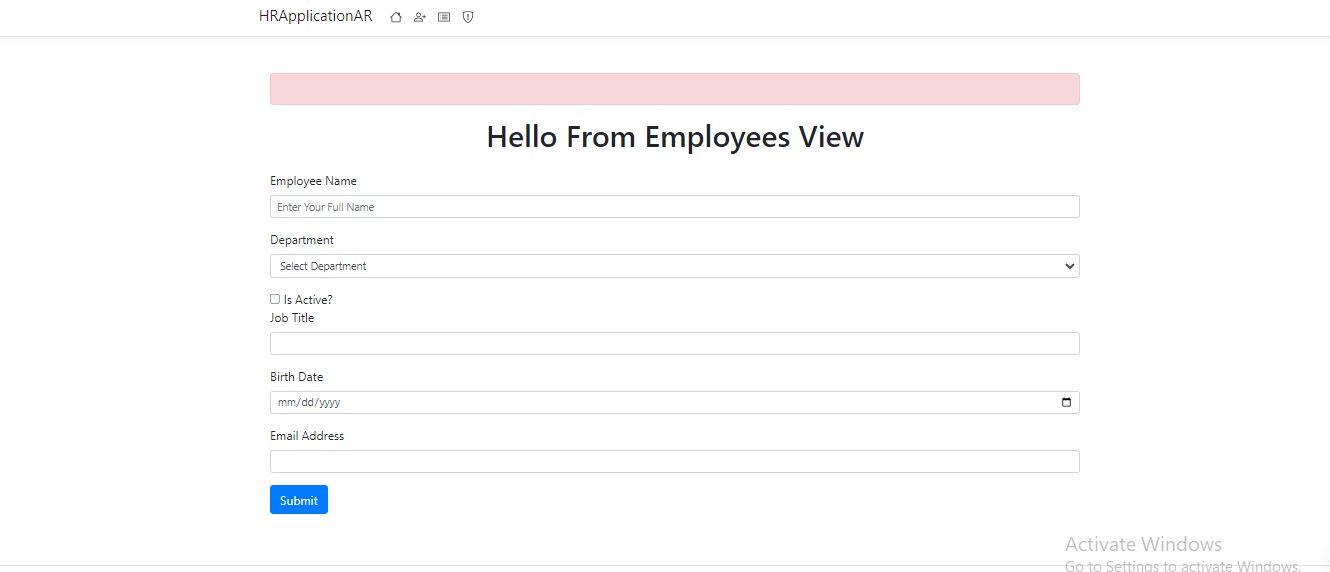 HRApplicationAR
Hello From Employees View
Employee Name
Enter Your Full Name
Department
Select Department
Is Active?
Job Title
Birth Date
mm/dd/yyyy
Email Address
Submit
Activate Windows
Go to Settings to activate Windows.